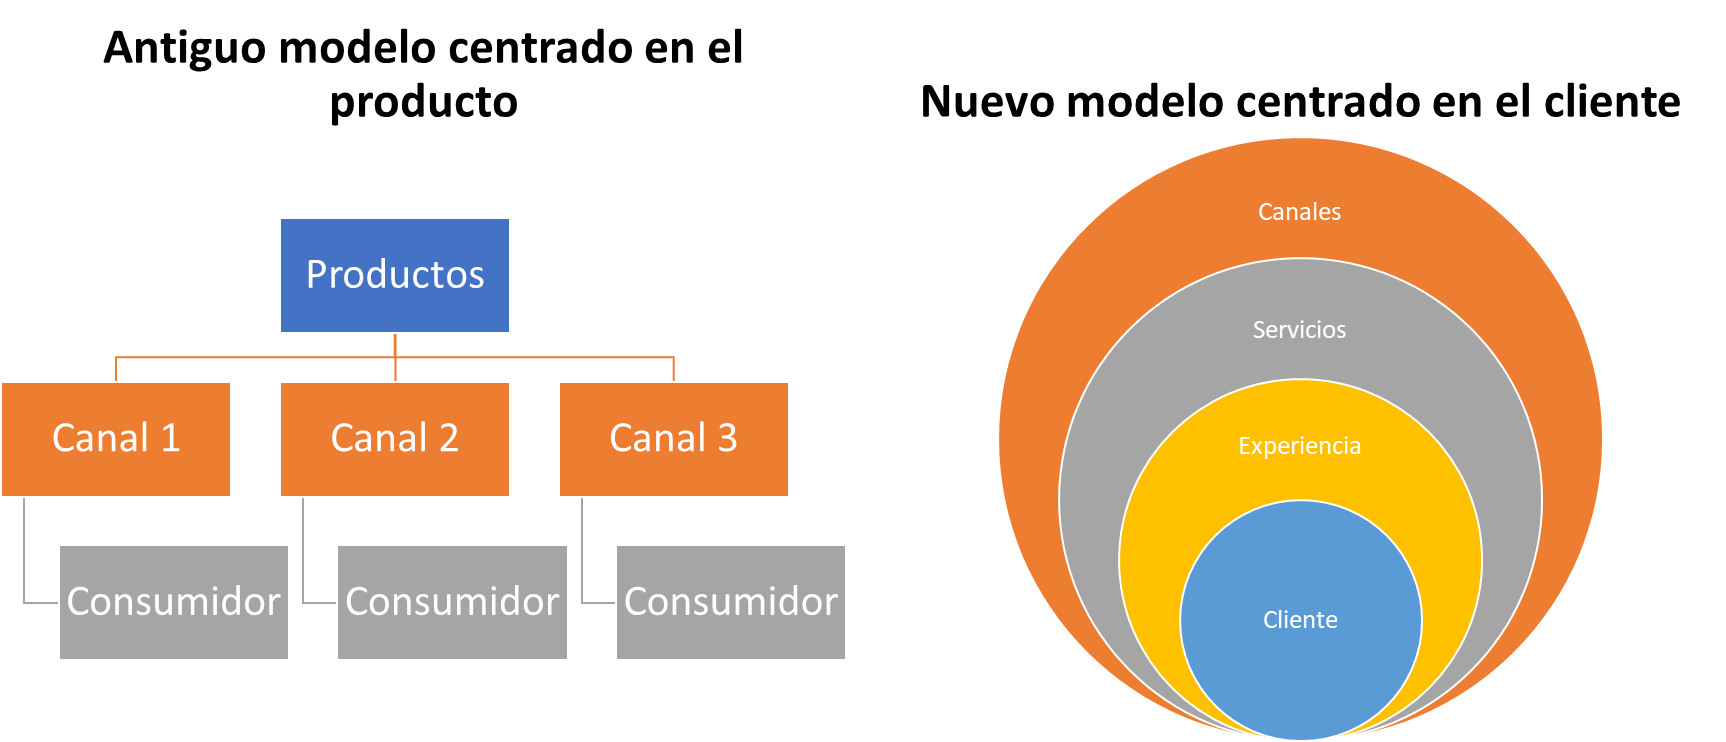 Antiguo modelo centrado en el
producto
Productos
Canal 1
Canal 2
Canal 3
Consumidor
Consumidor
Consumidor
Nuevo modelo centrado en el cliente
Canales
Servicios
Experiencia
Cliente